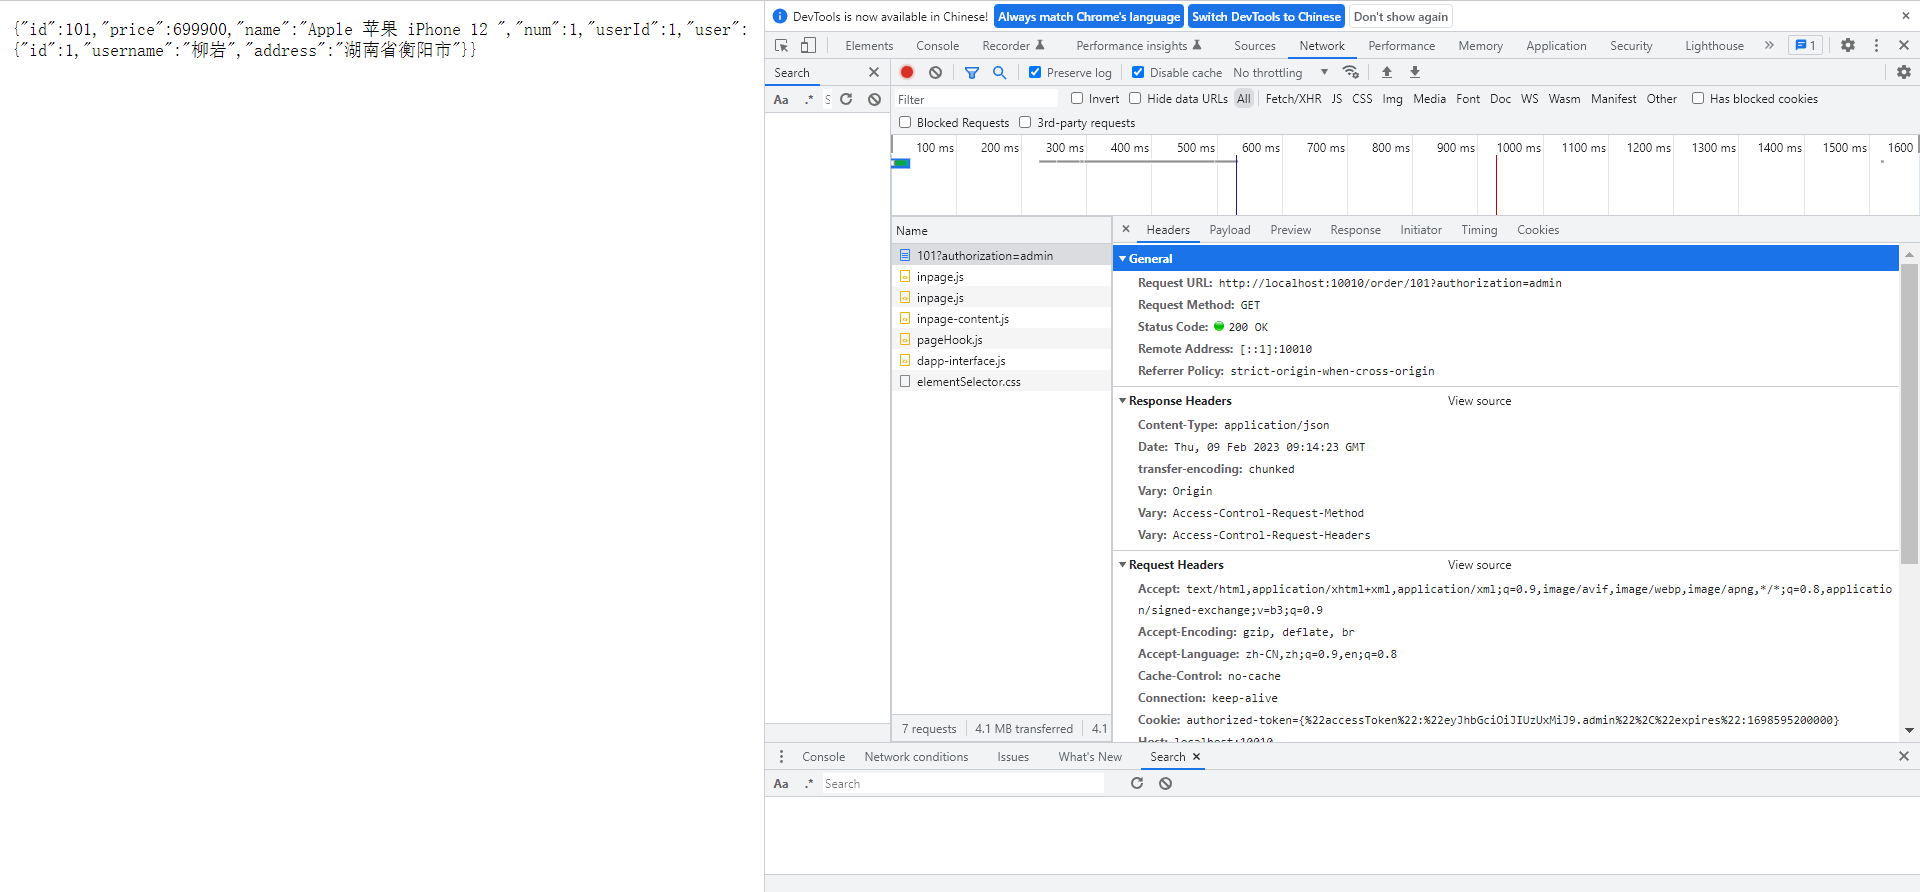 {"id":101,"price":699900,"name":"Apple 苹果 iPhone 12 ","num":1,"userId":1,"user":
{"id":1,"username":"柳岩","address":"湖南省衡阳市"}}
DevTools is now available in Chinese! Always match Chrome's language Switch DevTools to Chinese Don't show again
Elements Console Recorder Performance insights Sources Network Performance Memory Application Security Lighthouse 1
Search
Preserve log Disable cache No throttling
Aa .* S
Filter Invert Hide data URLs All Fetch/XHR JS CSS Img Media Font Doc WS Wasm Manifest Other Has blocked cookies
Blocked Requests 3rd-party requests
100 ms 200 ms 300 ms 400 ms 500 ms 600 ms 700 ms 800 ms 900 ms 1000 ms 1100 ms 1200 ms 1300 ms 1400 ms 1500 ms 1600
Name
101?authorization=admin
inpage.js
inpage.js
inpage-content.js
pageHook.js
dapp-interface.js
elementSelector.css
7 requests 4.1 MB transferred 4.1
Headers Payload Preview Response Initiator Timing Cookies
General
Request URL: http://localhost:10010/order/101?authorization=admin
Request Method: GET
Status Code: 200 OK
Remote Address: [::1]:10010
Referrer Policy: strict-origin-when-cross-origin
Response Headers View source
Content-Type: application/json
Date: Thu, 09 Feb 2023 09:14:23 GMT
transfer-encoding: chunked
Vary: Origin
Vary: Access-Control-Request-Method
Vary: Access-Control-Request-Headers
Request Headers View source
Accept: text/html,application/xhtml+xml,application/xml;q=0.9,image/avif,image/webp,image/apng,*/*;q=0.8,applicatio
n/signed-exchange;v=b3;q=0.9
Accept-Encoding: gzip, deflate, br
Accept-Language: zh-CN,zh;q=0.9,en;q=0.8
Cache-Control: no-cache
Connection: keep-alive
Cookie: authorized-token={%22accessToken%22:%22eyJhbGciOiJIUzUxMiJ9.admin%22%2C%22expires%22:1698595200000}
Host: localhost:10010
Console Network conditions Issues What's New Search
Aa .* Search